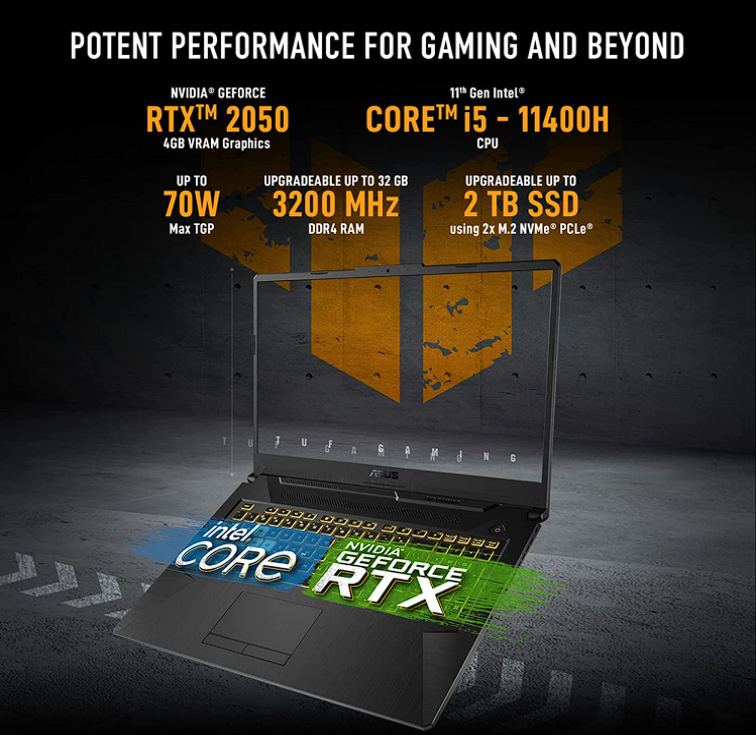 POTENT PERFORMANCE FOR GAMING AND BEYOND
NVIDIA® GEFORCE
RTX™ 2050
4GB VRAM Graphics
11th Gen Intel®
CORE™ i5 - 11400H
CPU
UP TO
70W
Max TGP
UPGRADEABLE UP TO 32 GB
3200 MHz
DDR4 RAM
UPGRADEABLE UP TO
2 TB SSD
using 2x M.2 NVMe® PCLe®
TUF GAMING
ASUS
intel.
CORE
NVIDIA®
GEFORCE
RTX